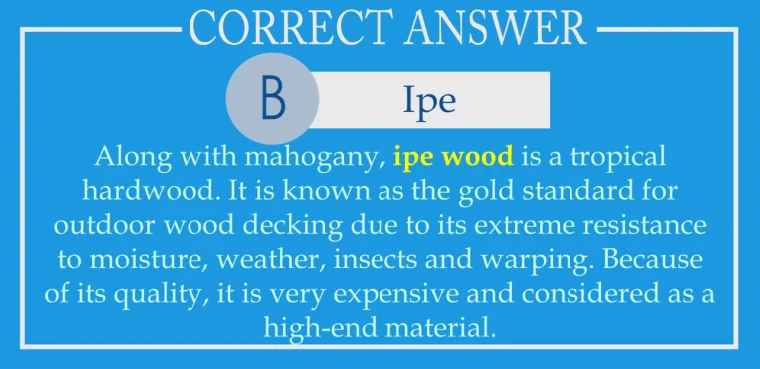 CORRECT ANSWER
B
Ipe
Along with mahogany, ipe wood is a tropical
hardwood. It is known as the gold standard for
outdoor wood decking due to its extreme resistance
to moisture, weather, insects and warping. Because
of its quality, it is very expensive and considered as a
high-end material.